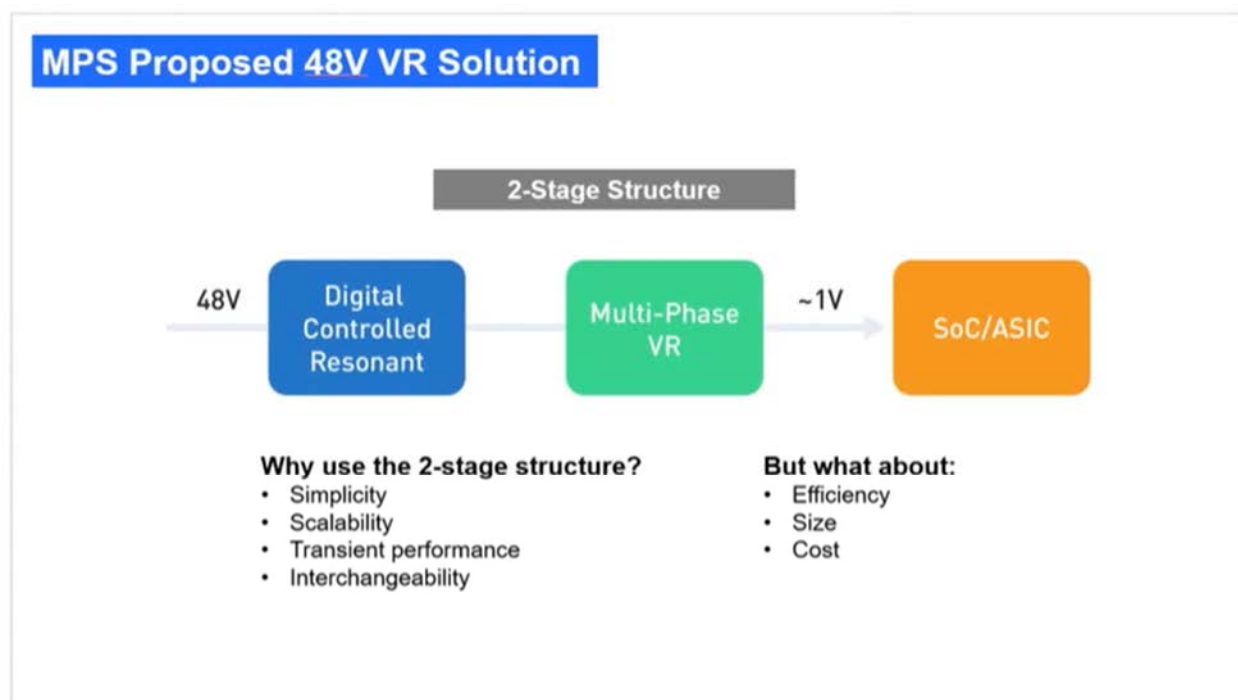 MPS Proposed 48V VR Solution
2-Stage Structure
48V
Digital
Controlled
Resonant
Multi-Phase
VR
~1V
SoC/ASIC
Why use the 2-stage structure?
• Simplicity
• Scalability
• Transient performance
• Interchangeability
But what about:
• Efficiency
• Size
• Cost